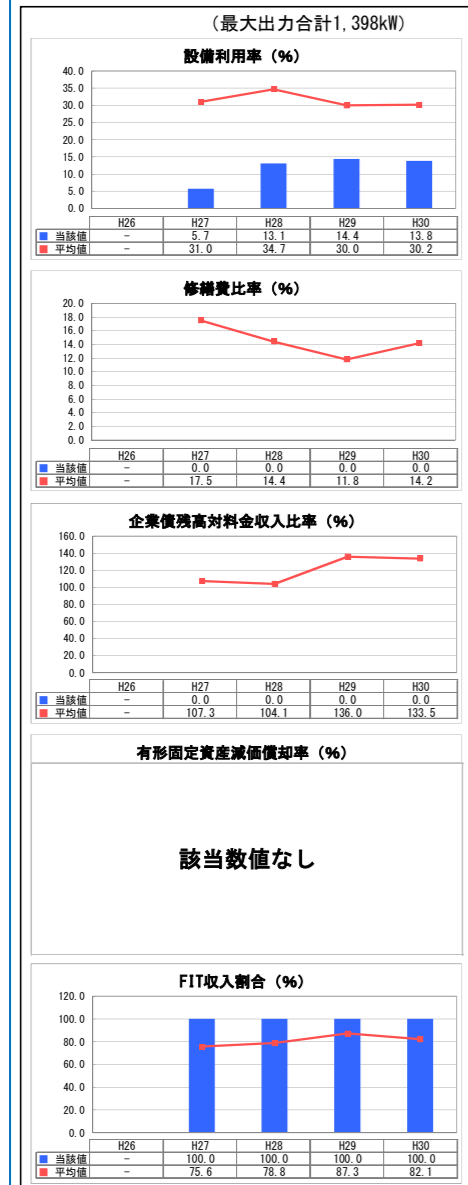 (最大出力合計1,398kW)
設備利用率(%)
40.0
35.0
30.0
25.0
20.0
15.0
10.0
5.0
0.0
H26 H27 H28 H29 H30
当該値 - 5.7 13.1 14.4 13.8
平均値 - 31.0 34.7 30.0 30.2
修繕費比率(%)
20.0
18.0
16.0
14.0
12.0
10.0
8.0
6.0
4.0
2.0
0.0
H26 H27 H28 H29 H30
当該値 - 0.0 0.0 0.0 0.0
平均値 - 17.5 14.4 11.8 14.2
企業債残高対料金収入比率(%)
160.0
140.0
120.0
100.0
80.0
60.0
40.0
20.0
0.0
H26 H27 H28 H29 H30
当該値 - 0.0 0.0 0.0 0.0
平均値 - 107.3 104.1 136.0 133.5
有形固定資産減価償却率(%)
該当数値なし
FIT収入割合(%)
120.0
100.0
80.0
60.0
40.0
20.0
0.0
H26 H27 H28 H29 H30
当該値 - 100.0 100.0 100.0 100.0
平均値 - 75.6 78.8 87.3 82.1